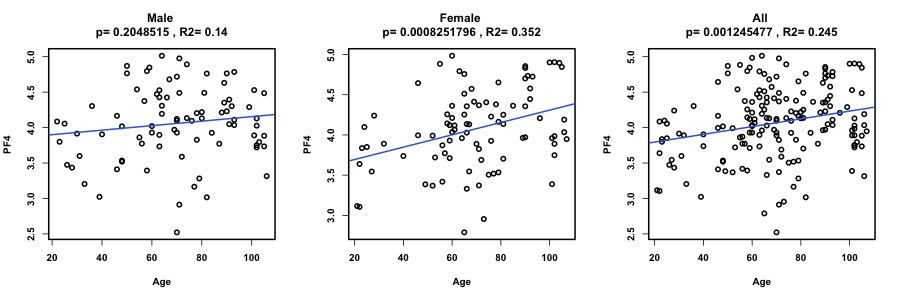 Male
p= 0.2048515 , R2= 0.14
PF4
5.0
4.5
4.0
3.5
3.0
2.5
20 40 60 80 100
Age
Female
p= 0.0008251796 , R2= 0.352
PF4
5.0
4.5
4.0
3.5
3.0
20 40 60 80 100
Age
All
p= 0.001245477 , R2= 0.245
PF4
5.0
4.5
4.0
3.5
3.0
2.5
20 40 60 80 100
Age